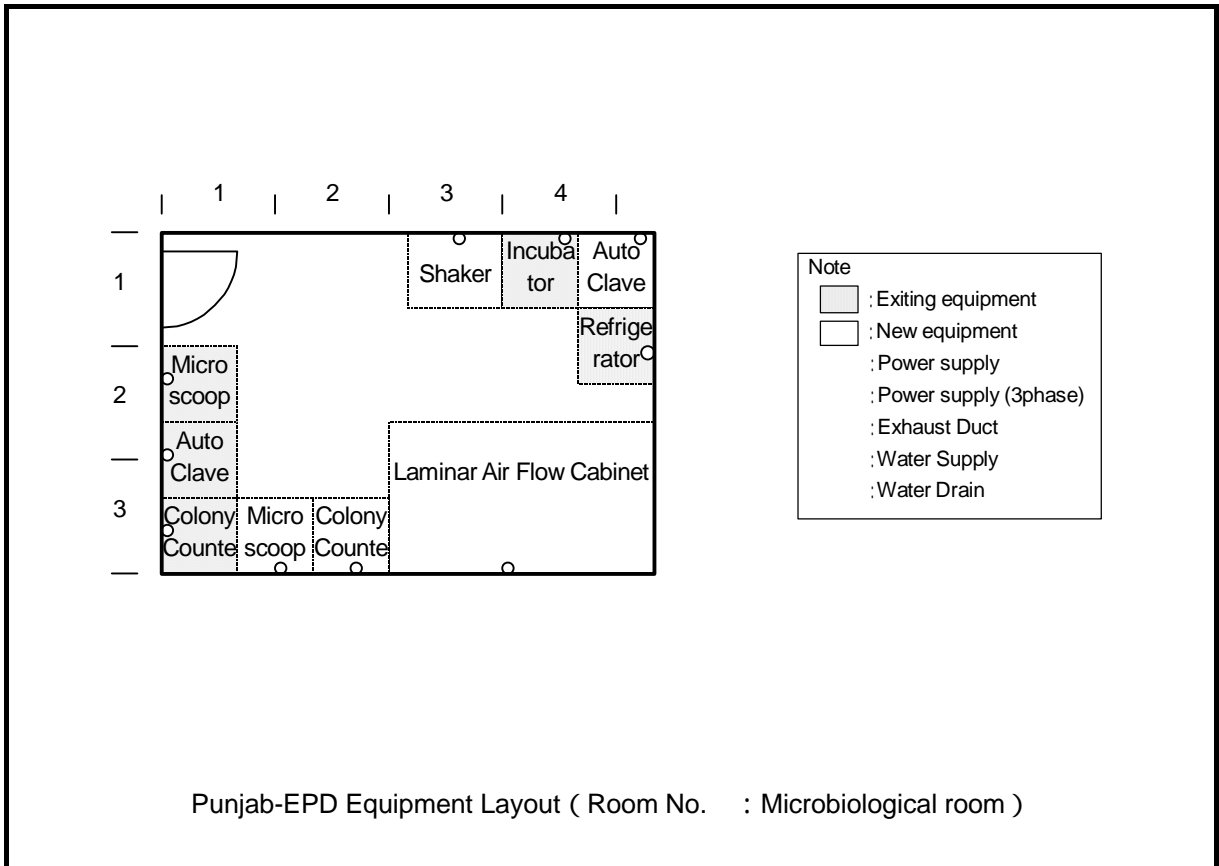 1 2 3 4
1
2
3
Shaker
Incuba
tor
Auto
Clave
Refrige
rator
Micro
scoop
Auto
Clave
Colony
Counte
Micro
scoop
Colony
Counte
Laminar Air Flow Cabinet
Note
: Exiting equipment
: New equipment
: Power supply
: Power supply (3phase)
: Exhaust Duct
: Water Supply
: Water Drain
Punjab-EPD Equipment Layout ( Room No. : Microbiological room )